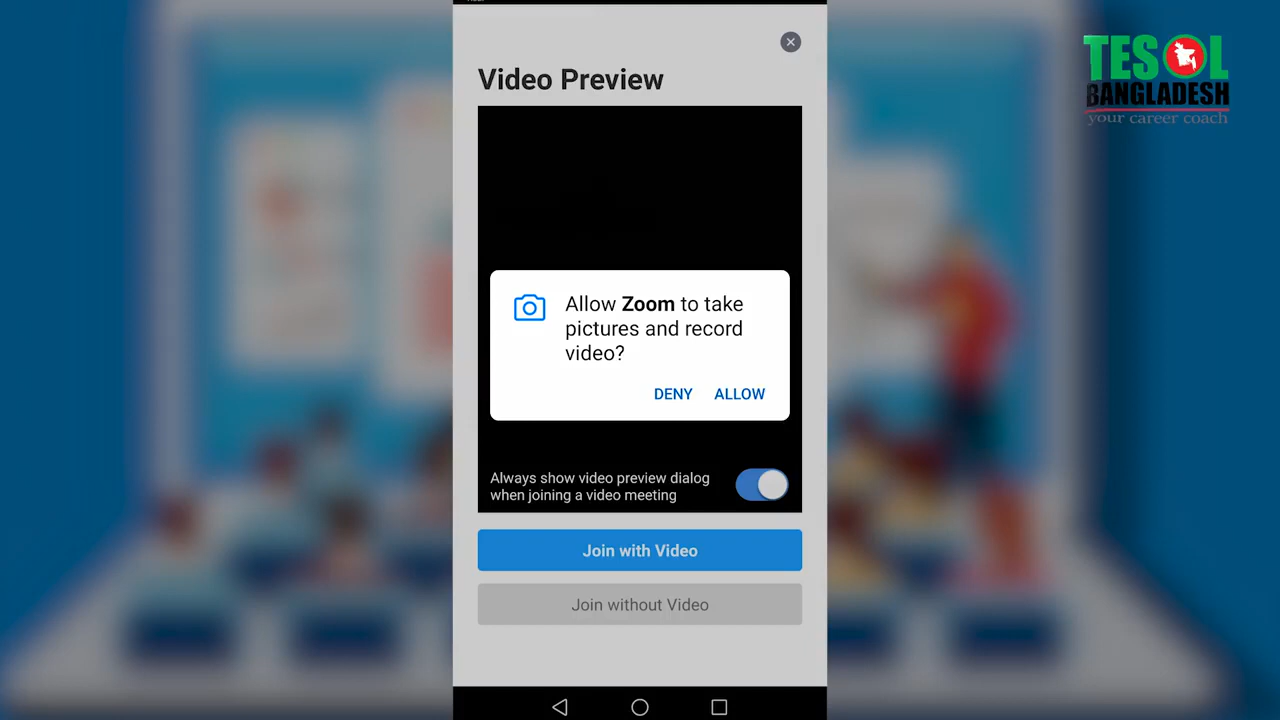 Video Preview
Allow Zoom to take
pictures and record
video?
DENY ALLOW
Always show video preview dialog
when joining a video meeting
Join with Video
Join without Video
TESOL
BANGLADESH
your career coach